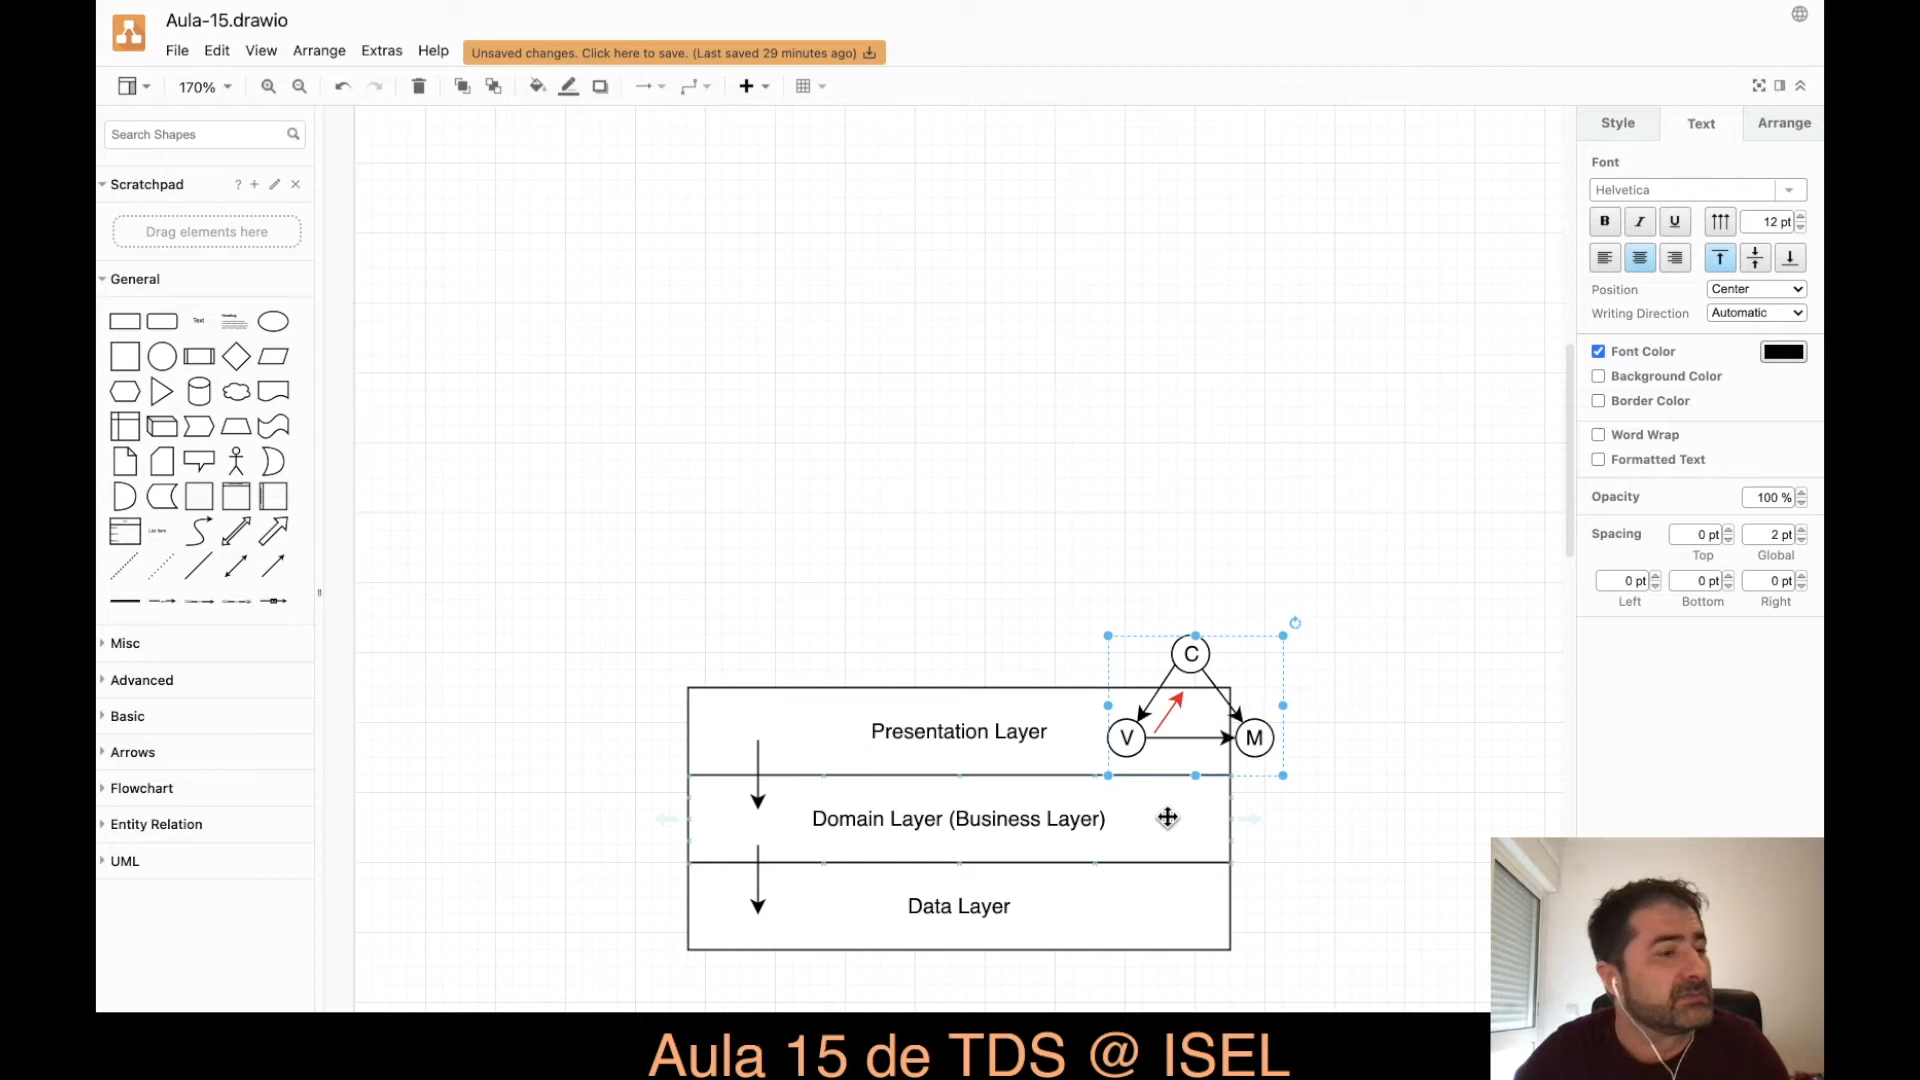 Aula-15.drawio
File Edit View Arrange Extras Help
Unsaved changes. Click here to save. (Last saved 29 minutes ago)
170%
Search Shapes
Scratchpad
?
Drag elements here
General
Text
Heading
List Item
Misc
Advanced
Basic
Arrows
Flowchart
Entity Relation
UML
C
V
M
Presentation Layer
Domain Layer (Business Layer)
Data Layer
Style Text Arrange
Font
Helvetica
B I U 12 pt
Position Center
Writing Direction Automatic
Font Color
Background Color
Border Color
Word Wrap
Formatted Text
Opacity 100 %
Spacing 0 pt 2 pt
Top Global
0 pt 0 pt 0 pt
Left Bottom Right
Aula 15 de TDS @ ISEL